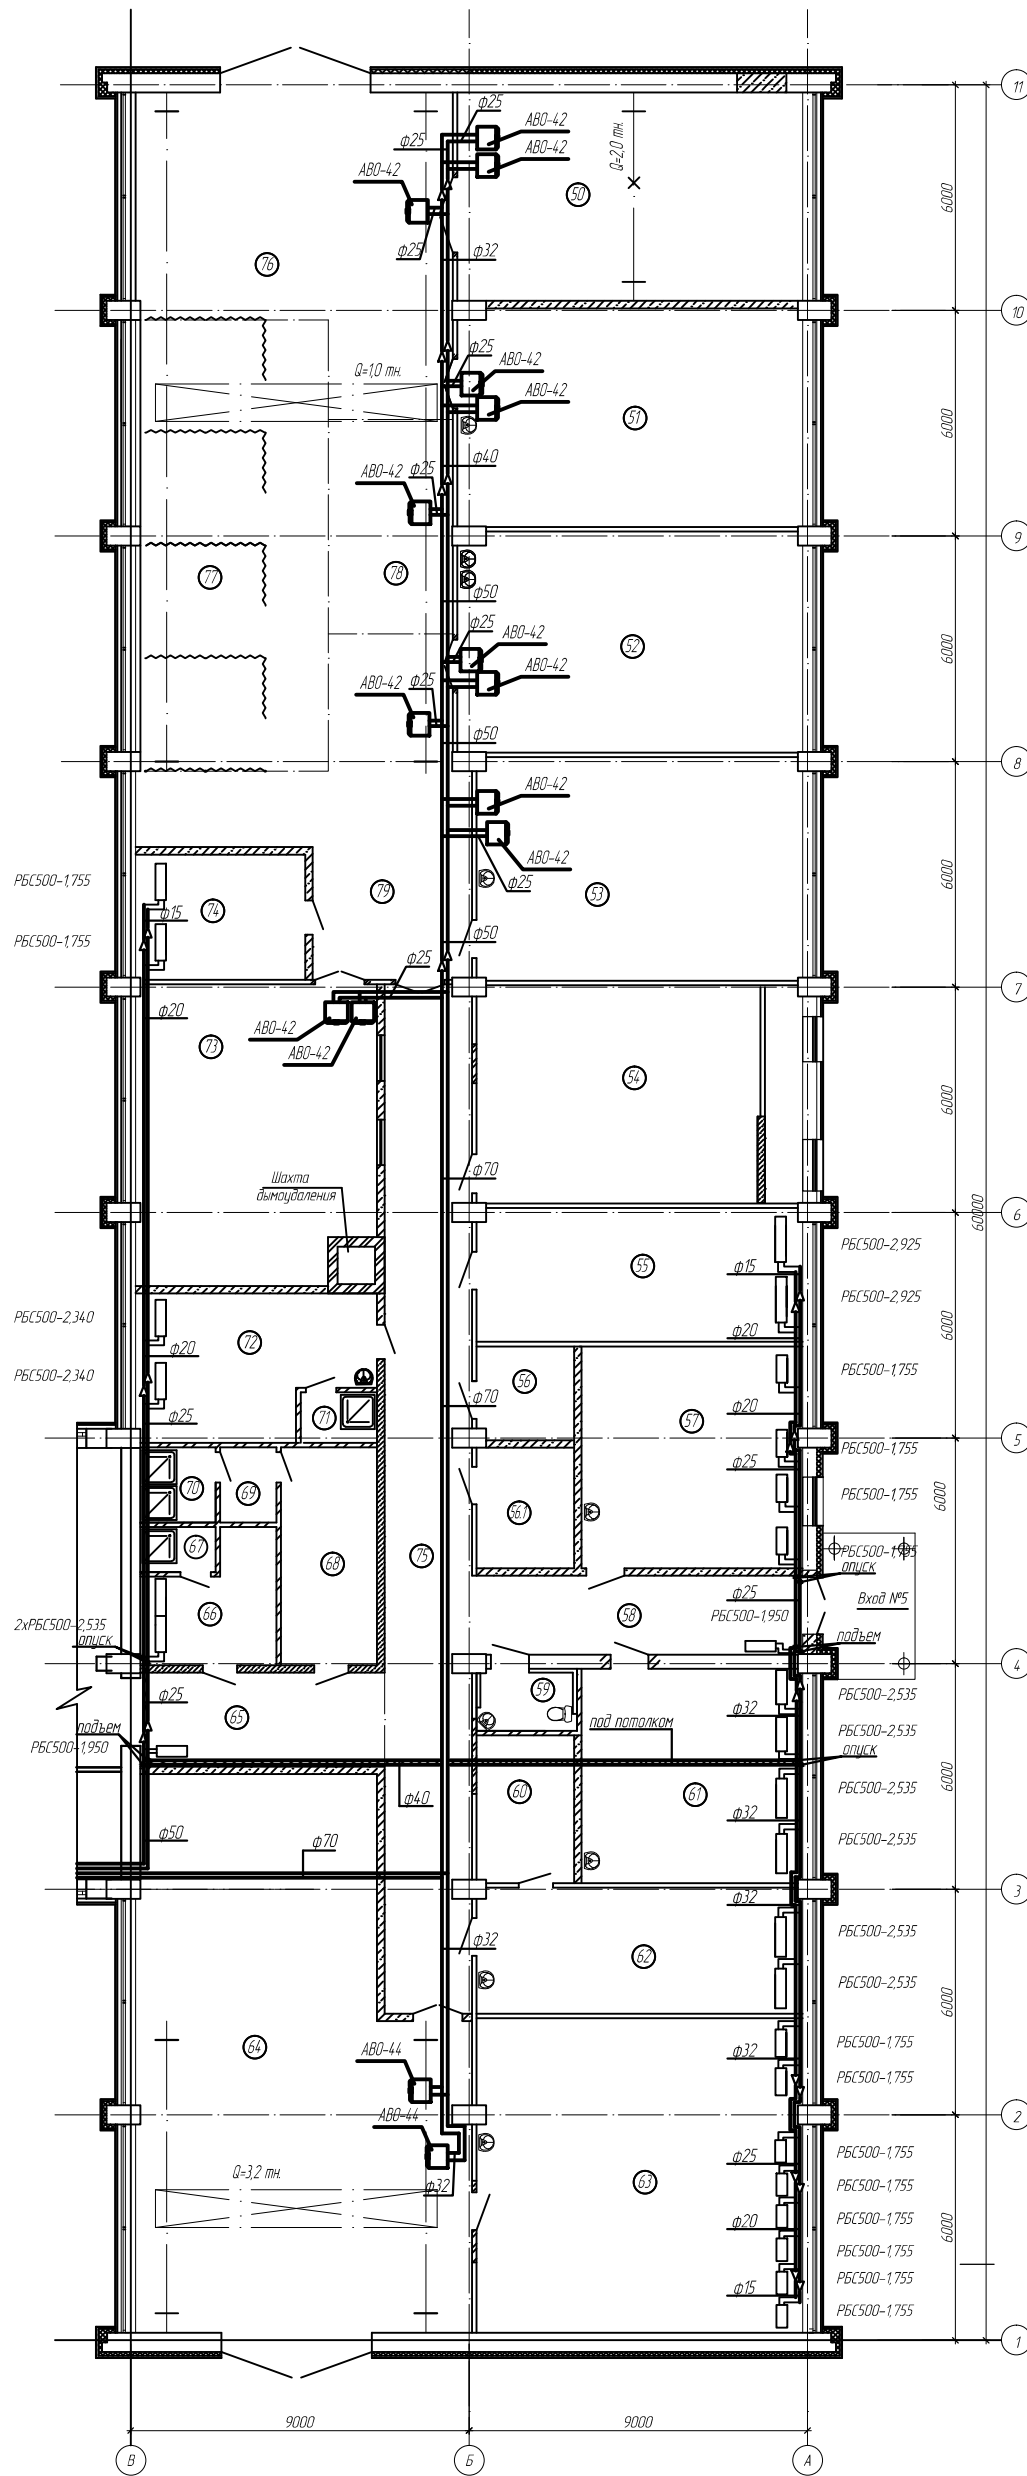 11
ф25
АВО-42
ф25
АВО-42
Q=2,0 тн.
АВО-42
50
6000
ф25
ф32
76
10
ф25
АВО-42
Q=1,0 тн.
АВО-42
51
6000
ф40
АВО-42
ф25
9
77
78
ф50
ф25
АВО-42
52
6000
АВО-42
АВО-42
ф25
ф50
8
АВО-42
АВО-42
РБС500-1,755
ф25
79
53
6000
74
ф15
РБС500-1,755
ф50
ф25
7
ф20
АВО-42
73
АВО-42
54
6000
Шахта
дымоудаления
ф70
60000
6
РБС500-2,925
55
ф15
РБС500-2,925
РБС500-2,340
ф20
6000
72
ф20
РБС500-1,755
РБС500-2,340
56
ф70
ф20
ф25
71
57
5
РБС500-1,755
ф25
70
69
РБС500-1,755
6000
56.1
67
68
75
РБС500-1,755
опуск
ф25
Вход №5
66
58
РБС500-1,950
2хРБС500-2,535
опуск
подъем
4
59
ф25
РБС500-2,535
ф32
65
под потолком
подъем
РБС500-2,535
РБС500-1,950
опуск
РБС500-2,535
60
61
6000
ф40
ф32
ф50
РБС500-2,535
ф70
3
ф32
РБС500-2,535
ф32
62
РБС500-2,535
6000
64
РБС500-1,755
АВО-44
ф32
РБС500-1,755
АВО-44
2
РБС500-1,755
ф25
Q=3,2 тн.
63
РБС500-1,755
ф32
РБС500-1,755
ф20
6000
РБС500-1,755
РБС500-1,755
ф15
РБС500-1,755
1
9000
9000
В
Б
А